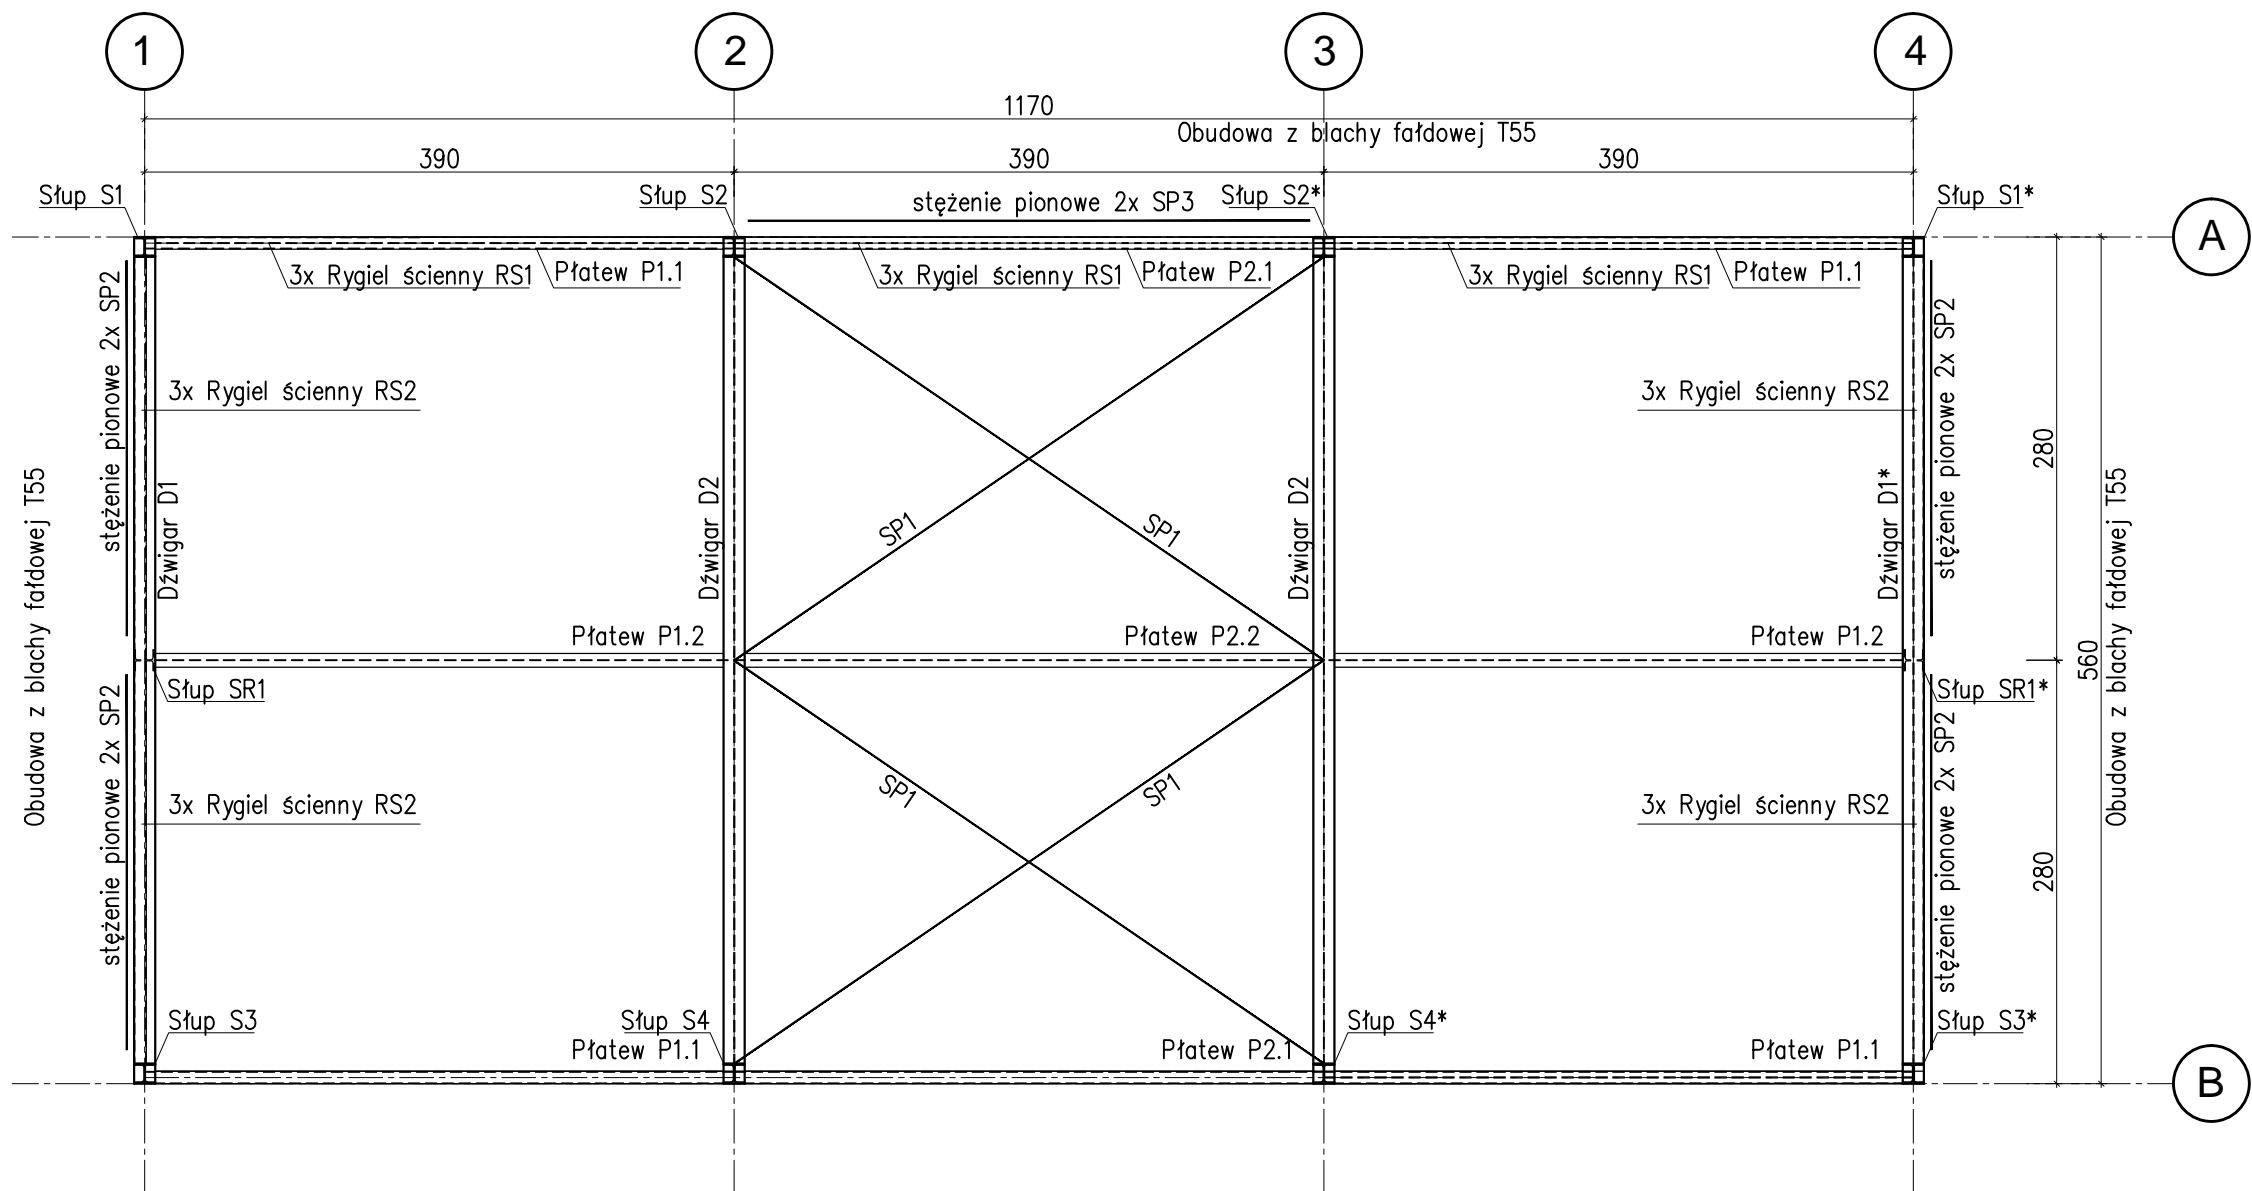 1
2
3
4
1170
Obudowa z blachy fałdowej T55
390
390
390
Słup S1
Słup S2
stężenie pionowe 2x SP3
Słup S2*
Słup S1*
A
3x Rygiel ścienny RS1
Płatew P1.1
3x Rygiel ścienny RS1
Płatew P2.1
3x Rygiel ścienny RS1
Płatew P1.1
stężenie pionowe 2x SP2
stężenie pionowe 2x SP2
3x Rygiel ścienny RS2
3x Rygiel ścienny RS2
280
Obudowa z blachy fałdowej T55
Dźwigar D1
Dźwigar D2
SP1
SP1
Dźwigar D2
Dźwigar D1*
Obudowa z blachy fałdowej T55
Płatew P1.2
Płatew P2.2
Płatew P1.2
560
Słup SR1
Słup SR1*
stężenie pionowe 2x SP2
stężenie pionowe 2x SP2
3x Rygiel ścienny RS2
SP1
SP1
3x Rygiel ścienny RS2
280
Słup S3
Słup S4
Słup S4*
Słup S3*
Płatew P1.1
Płatew P2.1
Płatew P1.1
B